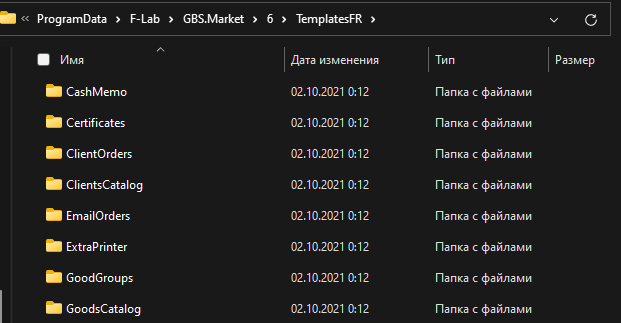 « ProgramData > F-Lab > GBS.Market > 6 > TemplatesFR >
Имя Дата изменения Тип Размер
CashMemo 02.10.2021 0:12 Папка с файлами
Certificates 02.10.2021 0:12 Папка с файлами
ClientOrders 02.10.2021 0:12 Папка с файлами
ClientsCatalog 02.10.2021 0:12 Папка с файлами
EmailOrders 02.10.2021 0:12 Папка с файлами
ExtraPrinter 02.10.2021 0:12 Папка с файлами
GoodGroups 02.10.2021 0:12 Папка с файлами
GoodsCatalog 02.10.2021 0:12 Папка с файлами